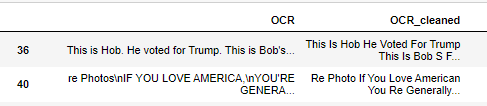 OCR OCR_cleaned
36 This is Hob. He voted for Trump. This is Bob's... This Is Hob He Voted For Trump
This Is Bob S F...
40 re Photos\nIF YOU LOVE AMERICA,\nYOU'RE Re Photo If You Love American
GENERA... You Re Generally...